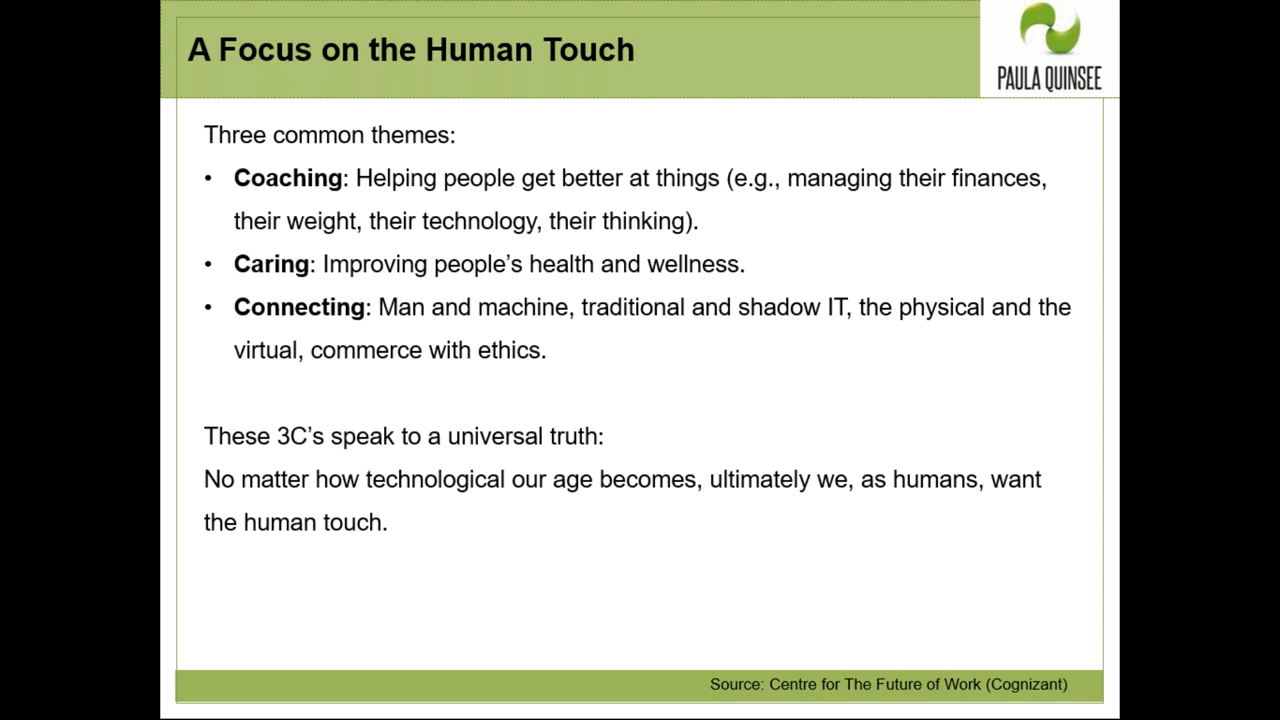 A Focus on the Human Touch
PAULA QUINSEE
Three common themes:
• Coaching: Helping people get better at things (e.g., managing their finances,
their weight, their technology, their thinking).
• Caring: Improving people’s health and wellness.
• Connecting: Man and machine, traditional and shadow IT, the physical and the
virtual, commerce with ethics.
These 3C’s speak to a universal truth:
No matter how technological our age becomes, ultimately we, as humans, want
the human touch.
Source: Centre for The Future of Work (Cognizant)